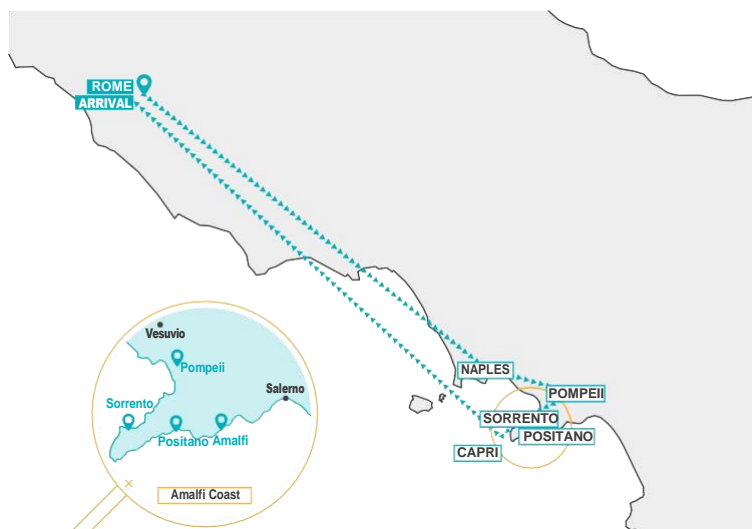 ROME
ARRIVAL
NAPLES
POMPEII
SORRENTO
POSITANO
CAPRI
Vesuvio
Pompeii
Salerno
Sorrento
Positano Amalfi
Amalfi Coast